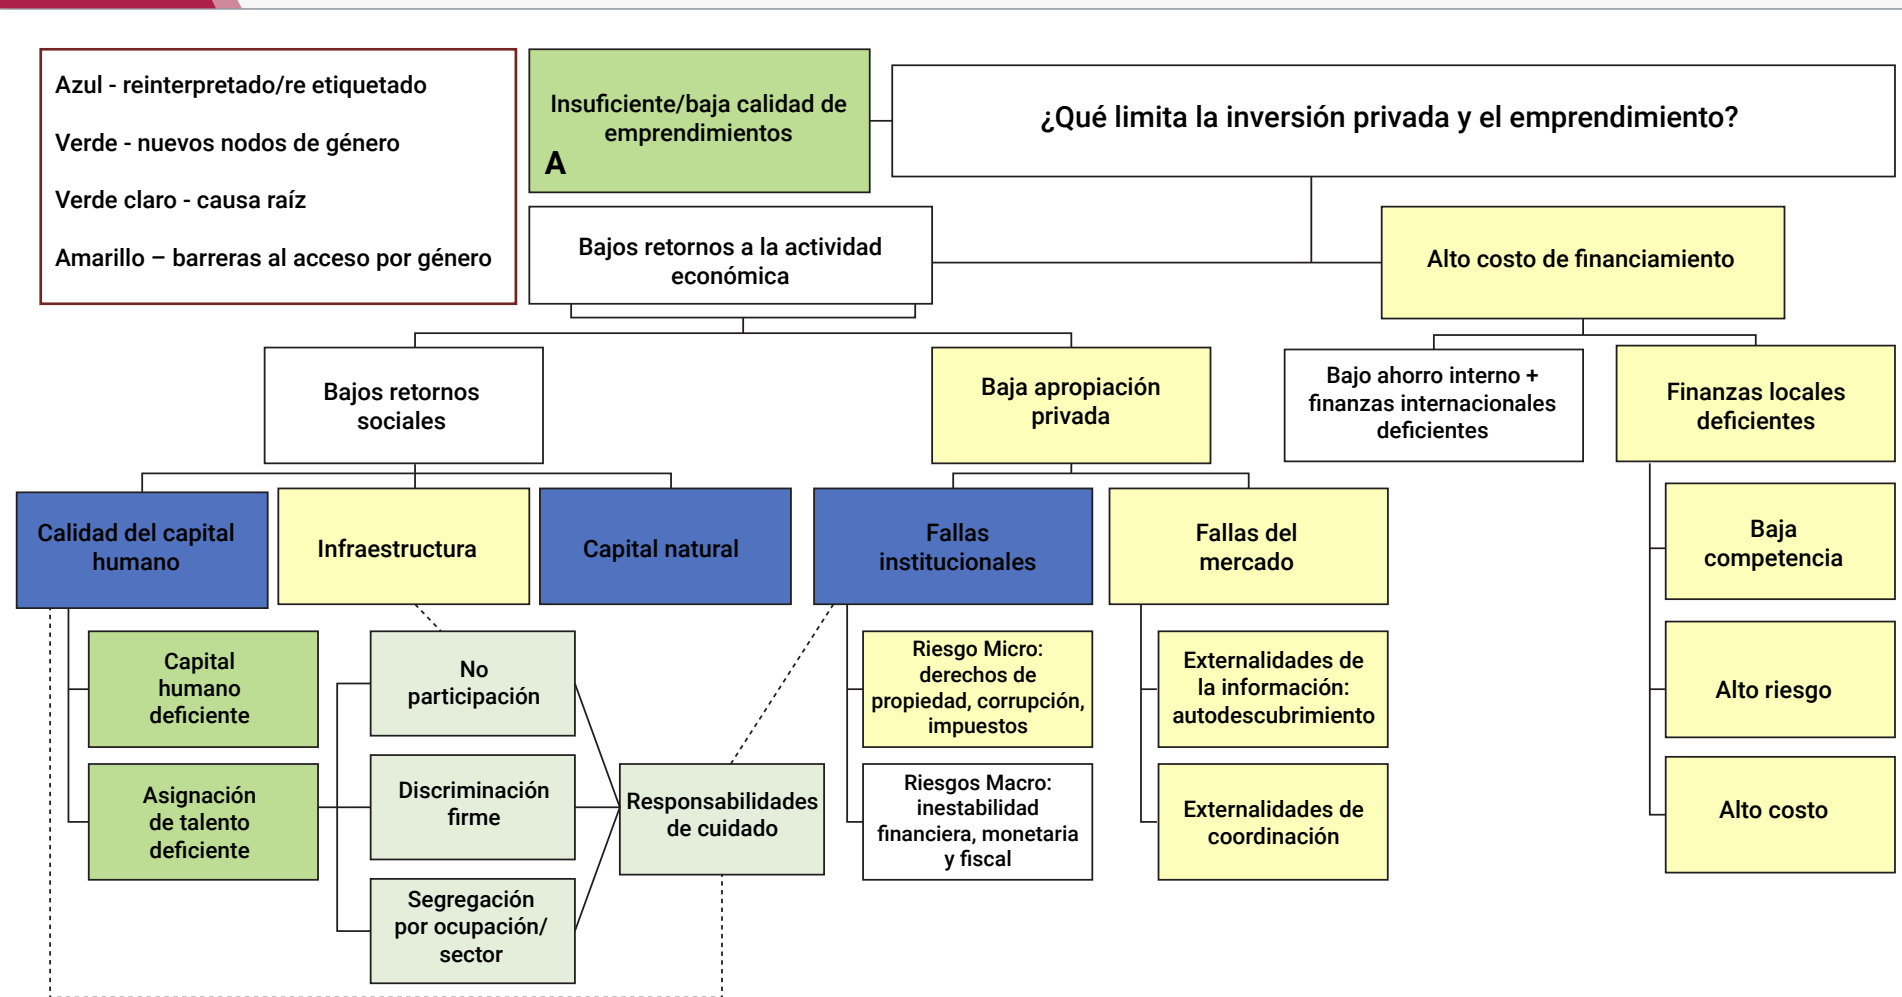 Azul - reinterpretado/re etiquetado
Verde - nuevos nodos de género
Verde claro - causa raíz
Amarillo – barreras al acceso por género
Insuficiente/baja calidad de
emprendimientos
A
¿Qué limita la inversión privada y el emprendimiento?
Bajos retornos a la actividad
económica
Alto costo de financiamiento
Bajos retornos
sociales
Baja apropiación
privada
Bajo ahorro interno +
finanzas internacionales
deficientes
Finanzas locales
deficientes
Calidad del capital
humano
Infraestructura
Capital natural
Fallas
institucionales
Fallas del
mercado
Baja
competencia
Capital
humano
deficiente
No
participación
Riesgo Micro:
derechos de
propiedad, corrupción,
impuestos
Externalidades de
la información:
autodescubrimiento
Alto riesgo
Asignación
de talento
deficiente
Discriminación
firme
Responsabilidades
de cuidado
Riesgos Macro:
inestabilidad
financiera, monetaria
y fiscal
Externalidades de
coordinación
Alto costo
Segregación
por ocupación/
sector